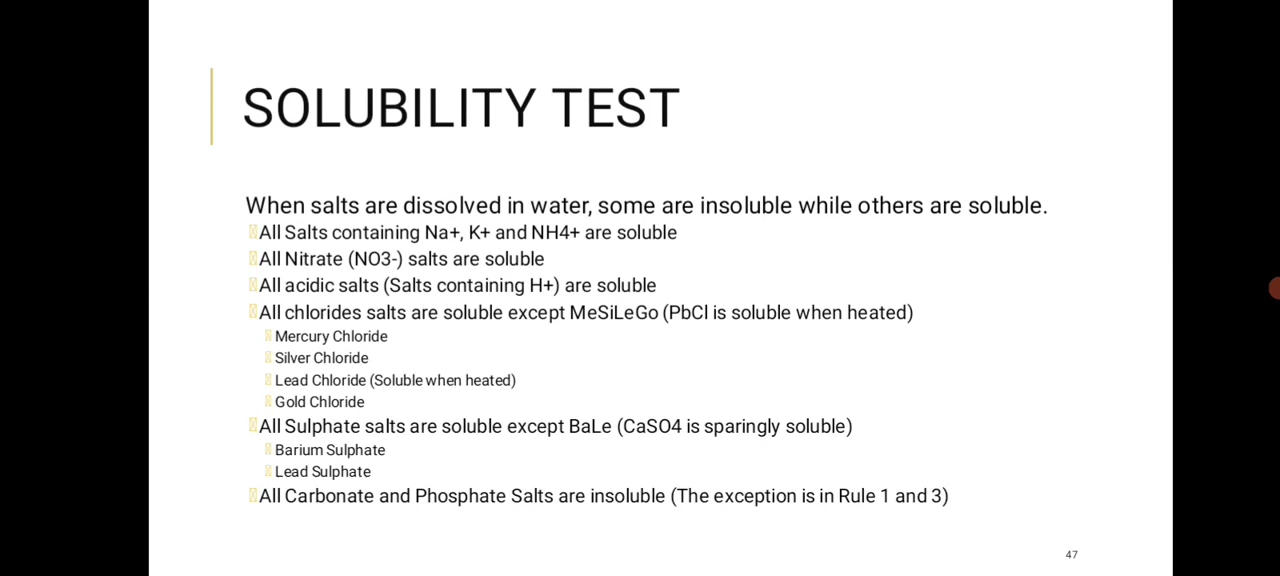 SOLUBILITY TEST
When salts are dissolved in water, some are insoluble while others are soluble.
All Salts containing Na+, K+ and NH4+ are soluble
All Nitrate (NO3-) salts are soluble
All acidic salts (Salts containing H+) are soluble
All chlorides salts are soluble except MeSiLeGo (PbCl is soluble when heated)
Mercury Chloride
Silver Chloride
Lead Chloride (Soluble when heated)
Gold Chloride
All Sulphate salts are soluble except BaLe (CaSO4 is sparingly soluble)
Barium Sulphate
Lead Sulphate
All Carbonate and Phosphate Salts are insoluble (The exception is in Rule 1 and 3)
47